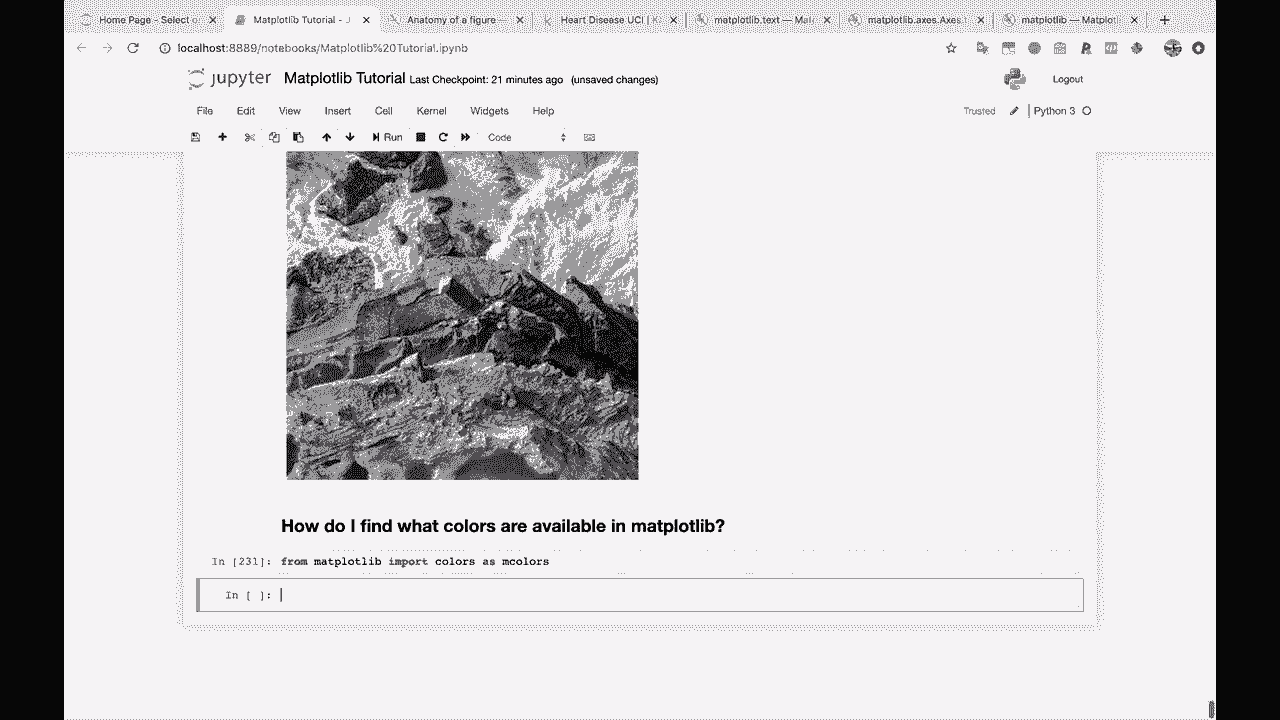 Home Page - Select o
Matplotlib Tutorial - J
Anatomy of a figure —
Heart Disease UCI | K
matplotlib.text — Mat
matplotlib.axes.Axes.
matplotlib — Matplot
localhost:8889/notebooks/Matplotlib%20Tutorial.ipynb
jupyter Matplotlib Tutorial Last Checkpoint: 21 minutes ago (unsaved changes)
Logout
File Edit View Insert Cell Kernel Widgets Help
Trusted
Python 3
Run
Code
How do I find what colors are available in matplotlib?
In [231]: from matplotlib import colors as mcolors
In [ ]: